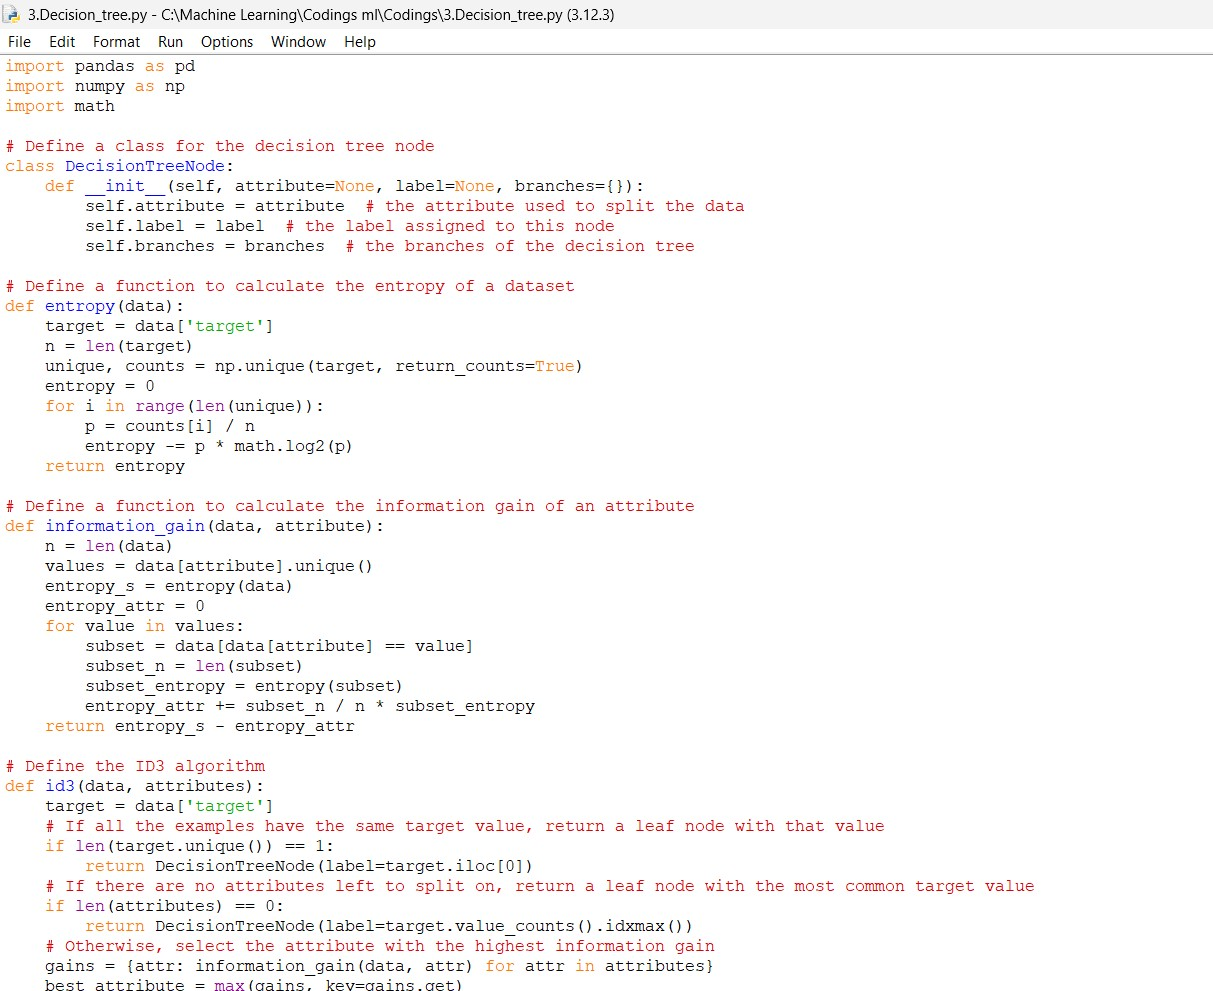 3.Decision_tree.py - C:\Machine Learning\Codings ml\Codings\3.Decision_tree.py (3.12.3)
File Edit Format Run Options Window Help
import pandas as pd
import numpy as np
import math

# Define a class for the decision tree node
class DecisionTreeNode:
    def __init__(self, attribute=None, label=None, branches={}):
        self.attribute = attribute  # the attribute used to split the data
        self.label = label  # the label assigned to this node
        self.branches = branches  # the branches of the decision tree

# Define a function to calculate the entropy of a dataset
def entropy(data):
    target = data['target']
    n = len(target)
    unique, counts = np.unique(target, return_counts=True)
    entropy = 0
    for i in range(len(unique)):
        p = counts[i] / n
        entropy -= p * math.log2(p)
    return entropy

# Define a function to calculate the information gain of an attribute
def information_gain(data, attribute):
    n = len(data)
    values = data[attribute].unique()
    entropy_s = entropy(data)
    entropy_attr = 0
    for value in values:
        subset = data[data[attribute] == value]
        subset_n = len(subset)
        subset_entropy = entropy(subset)
        entropy_attr += subset_n / n * subset_entropy
    return entropy_s - entropy_attr

# Define the ID3 algorithm
def id3(data, attributes):
    target = data['target']
    # If all the examples have the same target value, return a leaf node with that value
    if len(target.unique()) == 1:
        return DecisionTreeNode(label=target.iloc[0])
    # If there are no attributes left to split on, return a leaf node with the most common target value
    if len(attributes) == 0:
        return DecisionTreeNode(label=target.value_counts().idxmax())
    # Otherwise, select the attribute with the highest information gain
    gains = {attr: information_gain(data, attr) for attr in attributes}
    best_attribute = max(gains, key=gains.get)